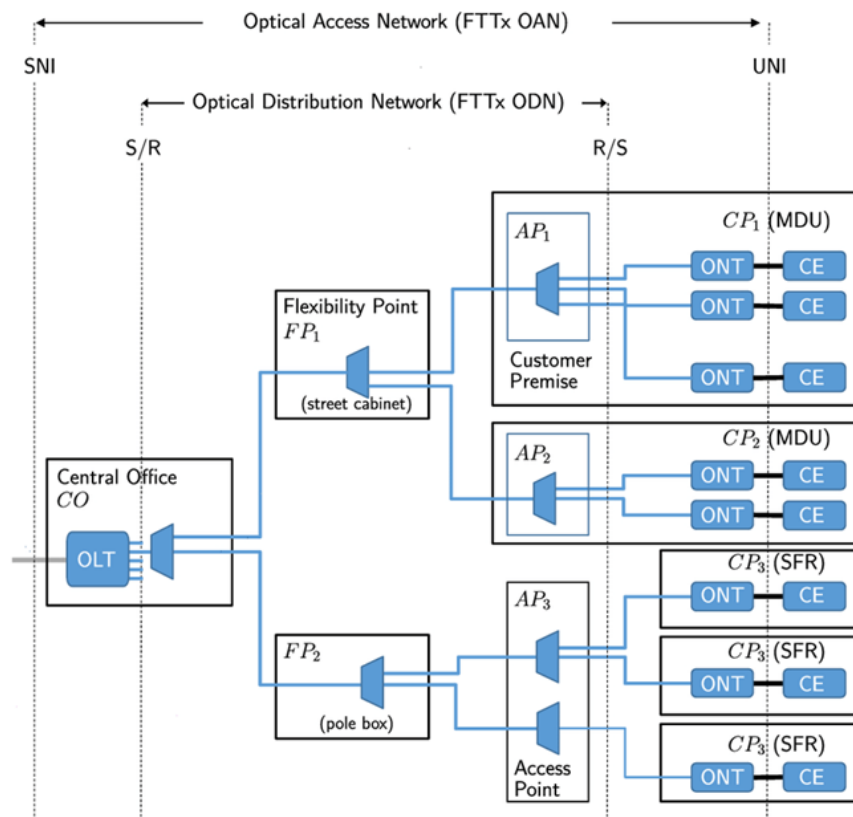 Optical Access Network (FTTx OAN)
SNI
UNI
Optical Distribution Network (FTTx ODN)
S/R
R/S
CP₁ (MDU)
AP₁
ONT CE
ONT CE
ONT CE
Customer
Premise
Flexibility Point
FP₁
(street cabinet)
CP₂ (MDU)
AP₂
ONT CE
ONT CE
Central Office
CO
OLT
CP₃ (SFR)
ONT CE
AP₃
CP₃ (SFR)
ONT CE
FP₂
(pole box)
CP₃ (SFR)
ONT CE
Access
Point